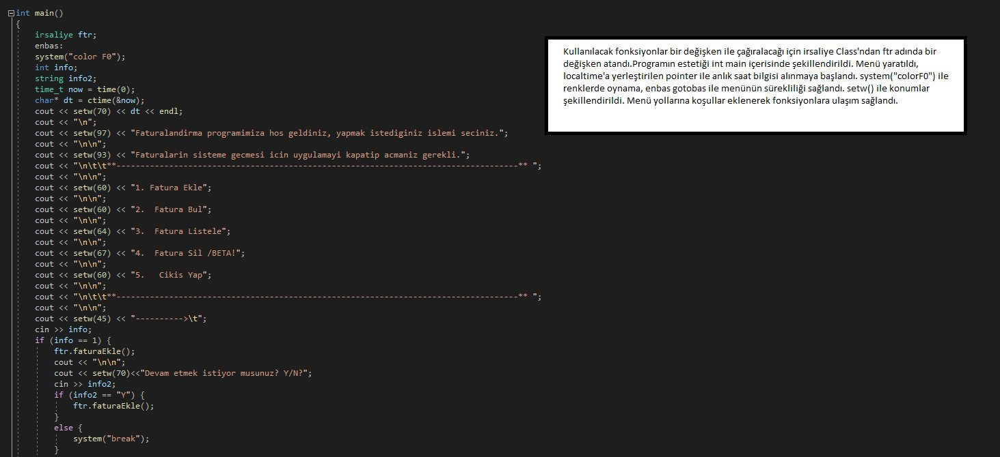 int main()
{
irsaliye ftr;
enbas:
system("color F0");
int info;
string info2;
time_t now = time(0);
char* dt = ctime(&now);
cout << setw(70) << dt << endl;
cout << "\n";
cout << setw(97) << "Faturalandirma programimiza hos geldiniz, yapmak istediginiz islemi seciniz.";
cout << "\n\n";
cout << setw(93) << "Faturalarin sisteme gecmesi icin uygulamayi kapatip acmaniz gerekli.";
cout << "\n\t\t**------------------------------------------------------------------------------------** ";
cout << "\n\n";
cout << setw(60) << "1. Fatura Ekle";
cout << "\n\n";
cout << setw(60) << "2.  Fatura Bul";
cout << "\n\n";
cout << setw(64) << "3.  Fatura Listele";
cout << "\n\n";
cout << setw(67) << "4.  Fatura Sil /BETA!";
cout << "\n\n";
cout << setw(60) << "5.   Cikis Yap";
cout << "\n\n";
cout << "\n\t\t**------------------------------------------------------------------------------------** ";
cout << "\n\n";
cout << setw(45) << "---------->\t";
cin >> info;
if (info == 1) {
ftr.faturaEkle();
cout << "\n\n";
cout << setw(70)<<"Devam etmek istiyor musunuz? Y/N?";
cin >> info2;
if (info2 == "Y") {
ftr.faturaEkle();
}
else {
system("break");
}
Kullanılacak fonksiyonlar bir değişken ile çağıralacağı için irsaliye Class'ndan ftr adında bir
değişken atandı.Programın estetiği int main içerisinde şekillendirildi. Menü yaratıldı,
localtime'a yerleştirilen pointer ile anlık saat bilgisi alınmaya başlandı. system("colorF0") ile
renklerde oynama, enbas gotobas ile menünün sürekliliği sağlandı. setw() ile konumlar
şekillendirildi. Menü yollarına koşullar eklenerek fonksiyonlara ulaşım sağlandı.